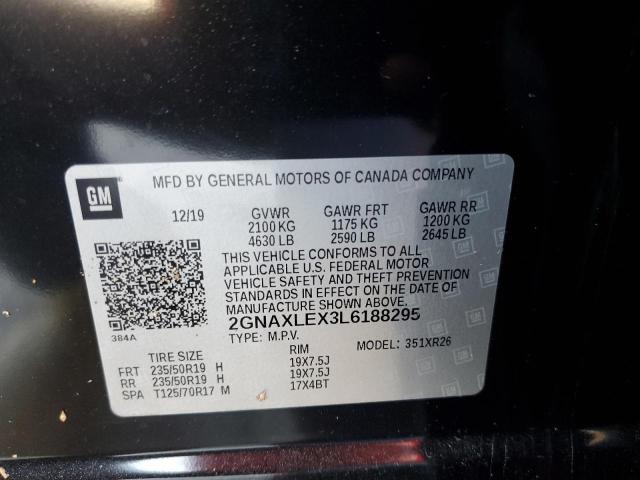 GM
MFD BY GENERAL MOTORS OF CANADA COMPANY
12/19 GVWR GAWR FRT GAWR RR
2100 KG 1175 KG 1200 KG
4630 LB 2590 LB 2645 LB
THIS VEHICLE CONFORMS TO ALL
APPLICABLE U.S. FEDERAL MOTOR
VEHICLE SAFETY AND THEFT PREVENTION
STANDARDS IN EFFECT ON THE DATE OF
MANUFACTURE SHOWN ABOVE.
2GNAXLEX3L6188295
384A
TYPE: M.P.V. MODEL: 351XR26
TIRE SIZE RIM
FRT 235/50R19 H 19X7.5J
RR 235/50R19 H 19X7.5J
SPA T125/70R17 M 17X4BT